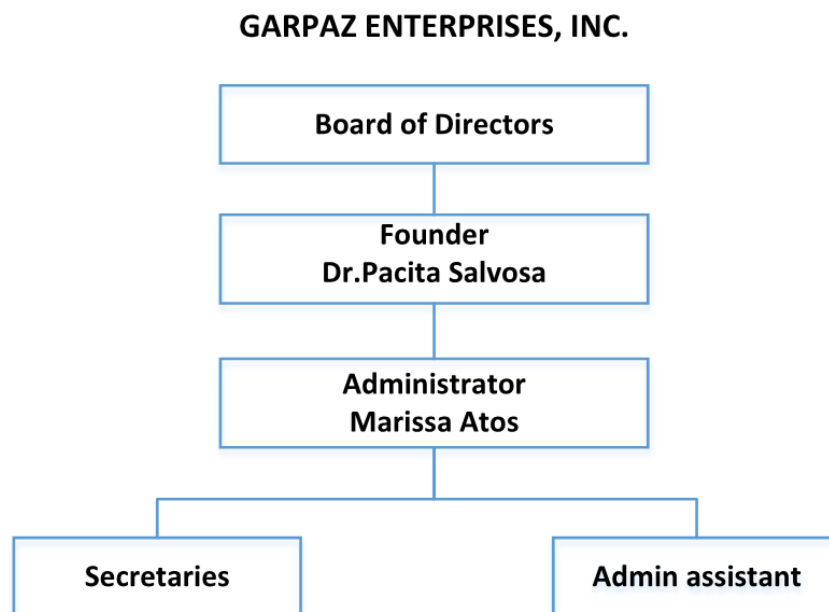 GARPAZ ENTERPRISES, INC.
Board of Directors
Founder
Dr.Pacita Salvosa
Administrator
Marissa Atos
Secretaries
Admin assistant